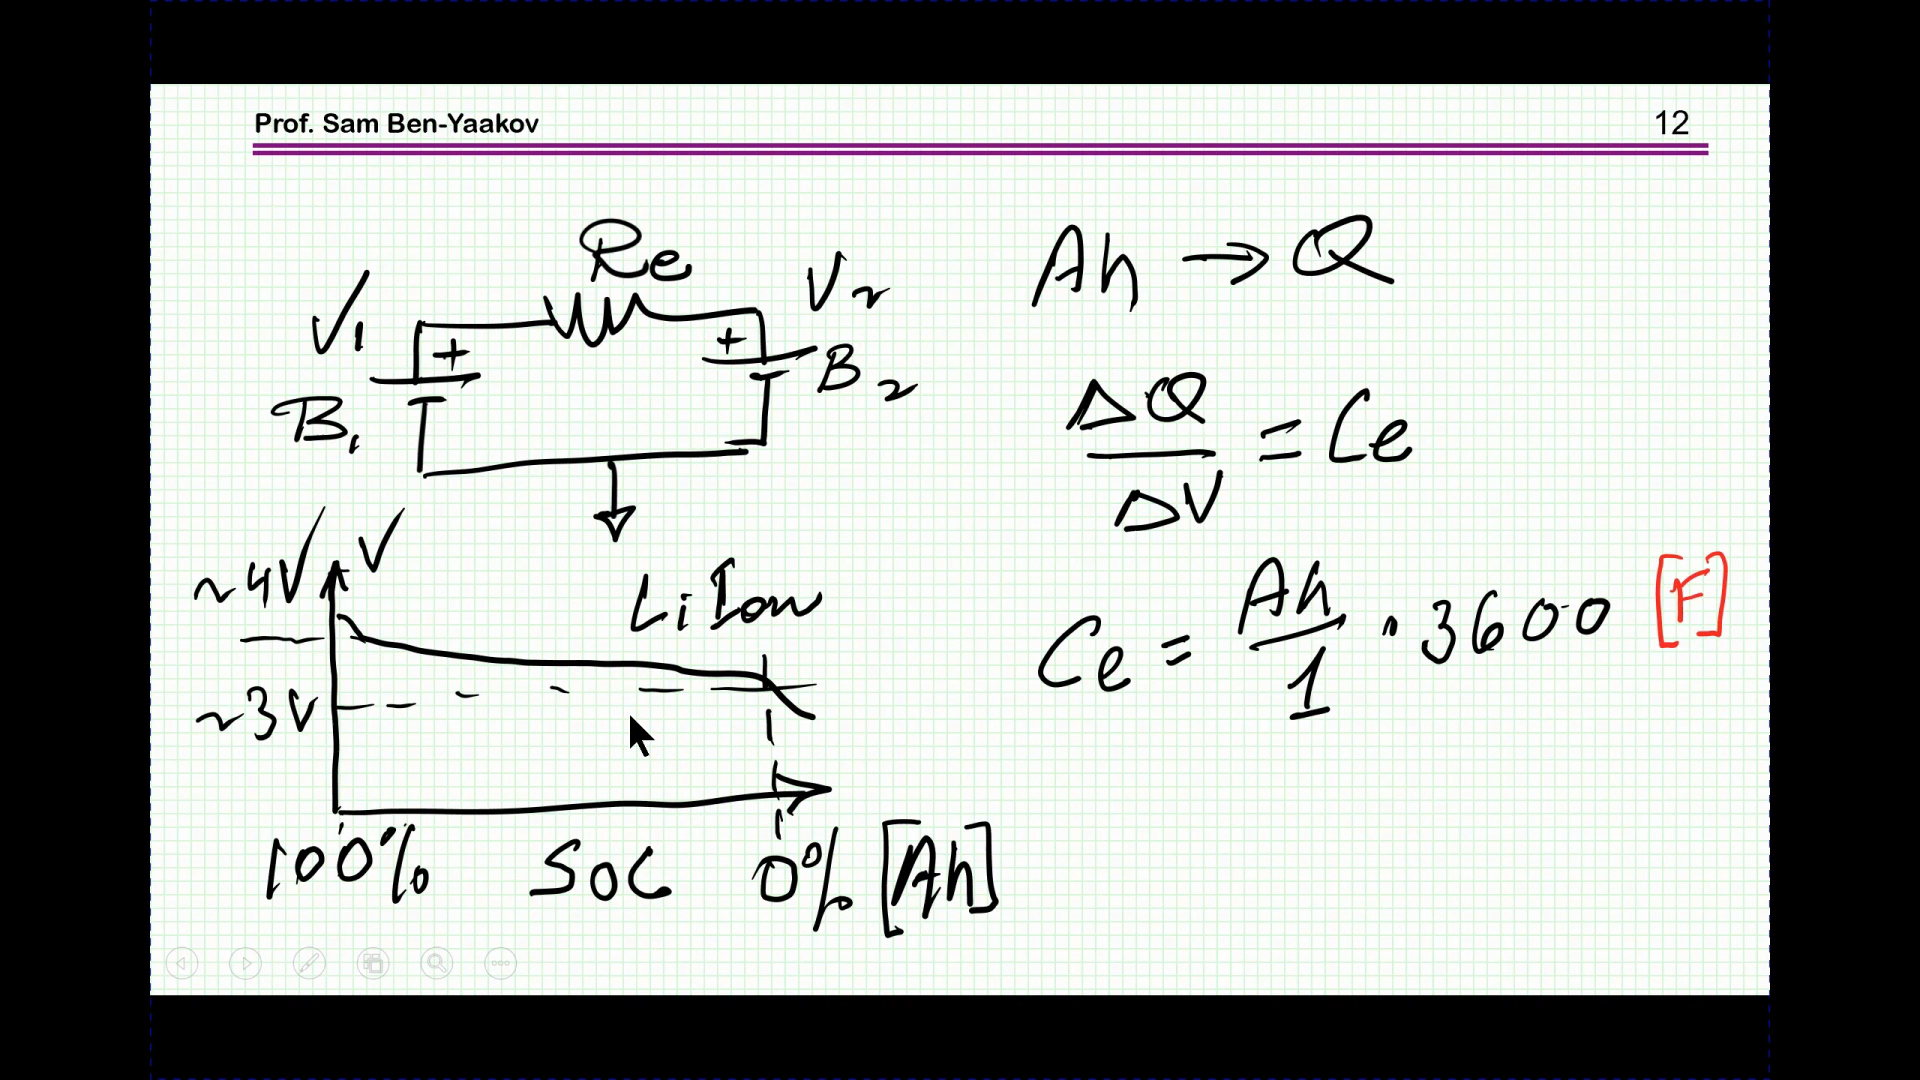 Prof. Sam Ben-Yaakov 12
Re
V1 V2
+ +
B1 B2
Ah → Q
ΔQ
ΔV
= Ce
~4V V
Li Ion
~3V
Ce = Ah/1 · 3600 [F]
100% SOC 0% [Ah]